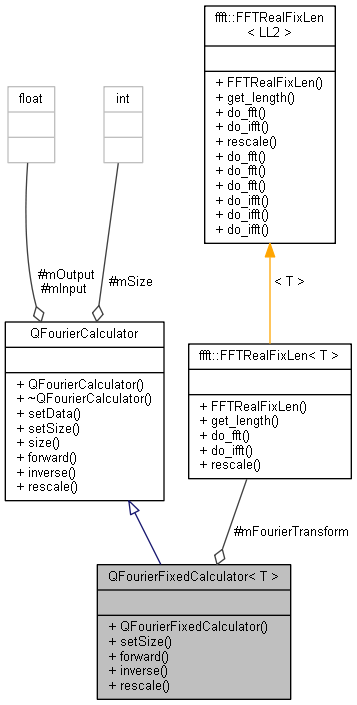 ffft::FFTRealFixLen
< LL2 >
+ FFTRealFixLen()
+ get_length()
+ do_fft()
+ do_ifft()
+ rescale()
+ do_fft()
+ do_fft()
+ do_fft()
+ do_ifft()
+ do_ifft()
+ do_ifft()
float
int
#mOutput
#mInput
#mSize
< T >
QFourierCalculator
+ QFourierCalculator()
+ ~QFourierCalculator()
+ setData()
+ setSize()
+ size()
+ forward()
+ inverse()
+ rescale()
ffft::FFTRealFixLen< T >
+ FFTRealFixLen()
+ get_length()
+ do_fft()
+ do_ifft()
+ rescale()
#mFourierTransform
QFourierFixedCalculator< T >
+ QFourierFixedCalculator()
+ setSize()
+ forward()
+ inverse()
+ rescale()